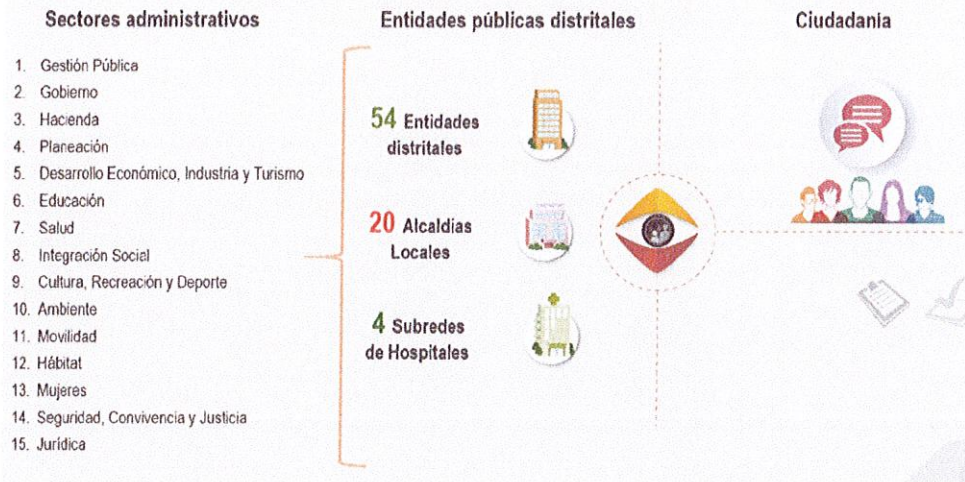 Sectores administrativos
1. Gestión Pública
2. Gobierno
3. Hacienda
4. Planeación
5. Desarrollo Económico, Industria y Turismo
6. Educación
7. Salud
8. Integración Social
9. Cultura, Recreación y Deporte
10. Ambiente
11. Movilidad
12. Hábitat
13. Mujeres
14. Seguridad, Convivencia y Justicia
15. Jurídica
Entidades públicas distritales
54 Entidades
distritales
20 Alcaldías
Locales
4 Subredes
de Hospitales
Ciudadania